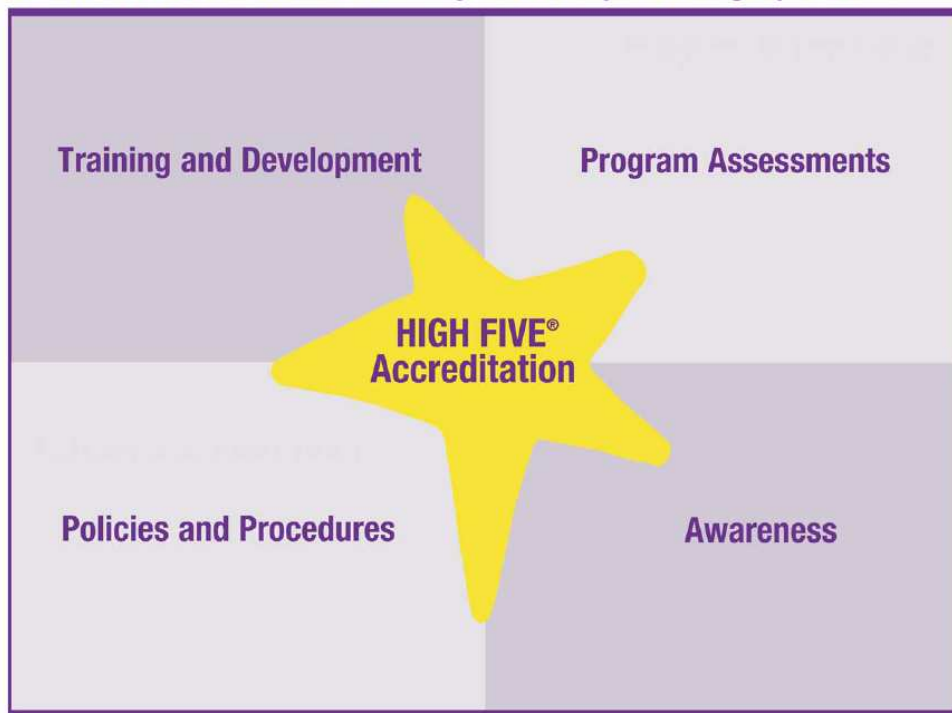 Training and Development
Program Assessments
HIGH FIVE®
Accreditation
Policies and Procedures
Awareness